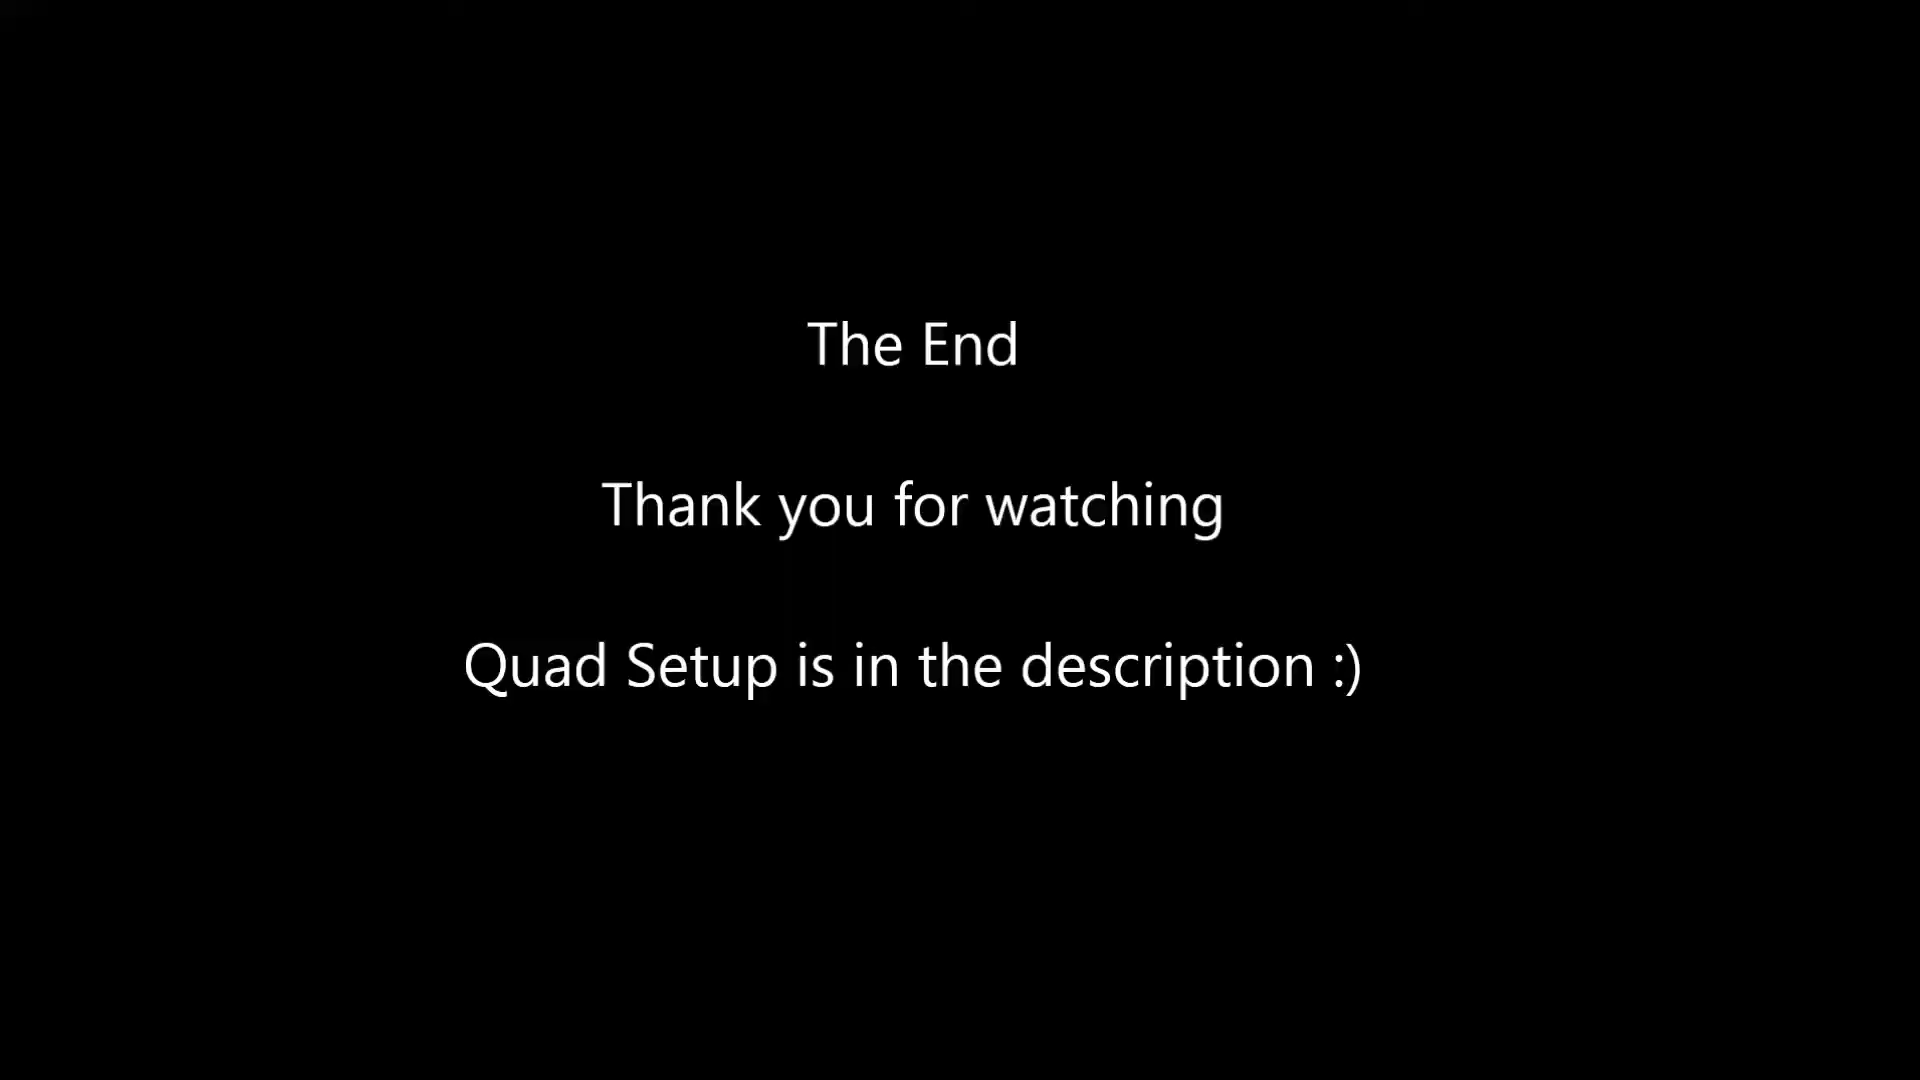 The End
Thank you for watching
Quad Setup is in the description :)